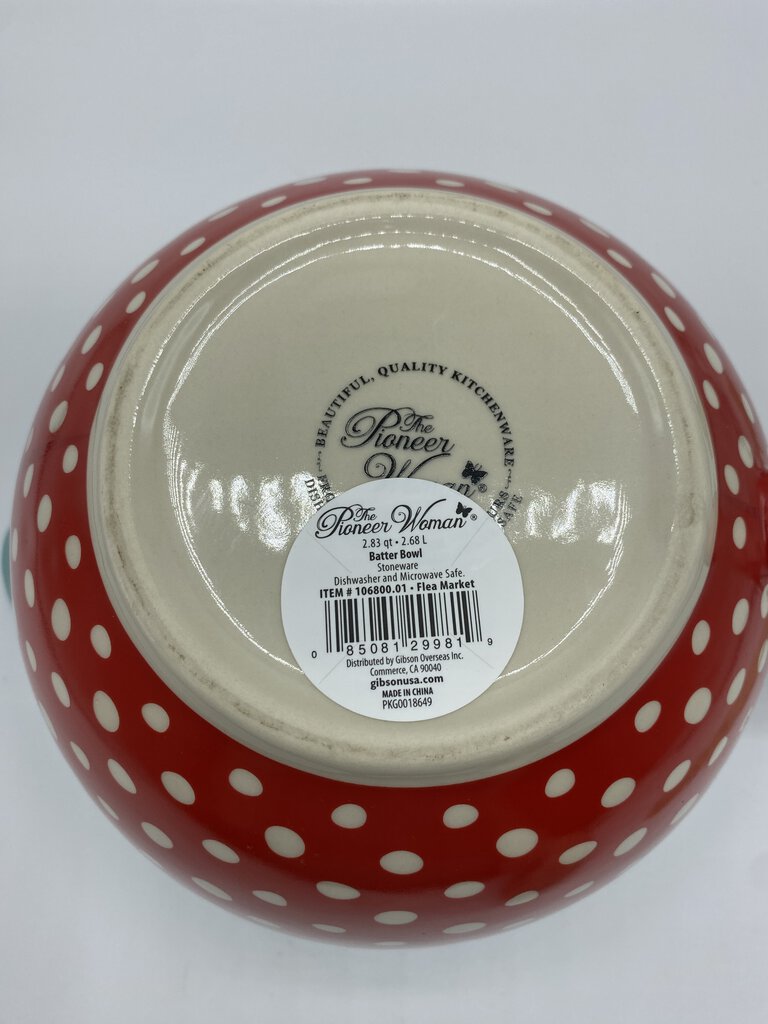 BEAUTIFUL, QUALITY KITCHENWARE
The
Pioneer
Woman®
DISH
SAFE
The
Pioneer Woman®
2.83 qt • 2.68 L
Batter Bowl
Stoneware
Dishwasher and Microwave Safe.
ITEM # 106800.01 • Flea Market
0 85081 29981 9
Distributed by Gibson Overseas Inc.
Commerce, CA 90040
gibsonusa.com
MADE IN CHINA
PKG0018649